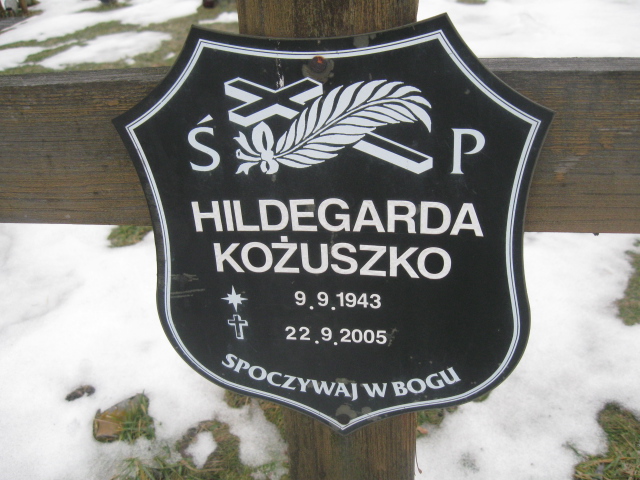 Ś P
HILDEGARDA
KOŻUSZKO
9.9.1943
22.9.2005
SPOCZYWAJ W BOGU